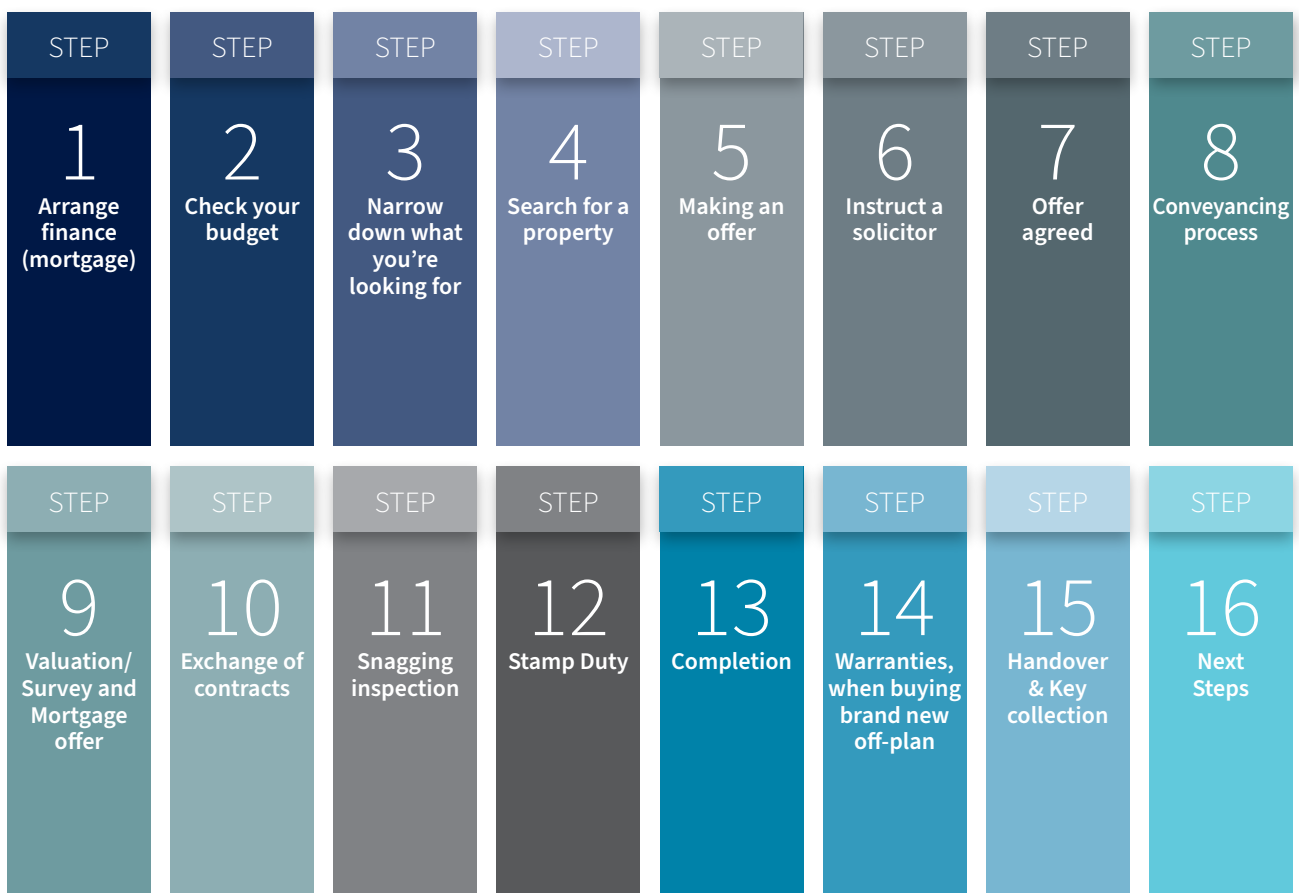 STEP
1
Arrange
finance
(mortgage)
STEP
2
Check your
budget
STEP
3
Narrow
down what
you’re
looking for
STEP
4
Search for a
property
STEP
5
Making an
offer
STEP
6
Instruct a
solicitor
STEP
7
Offer
agreed
STEP
8
Conveyancing
process
STEP
9
Valuation/
Survey and
Mortgage
offer
STEP
10
Exchange of
contracts
STEP
11
Snagging
inspection
STEP
12
Stamp Duty
STEP
13
Completion
STEP
14
Warranties,
when buying
brand new
off-plan
STEP
15
Handover
& Key
collection
STEP
16
Next
Steps